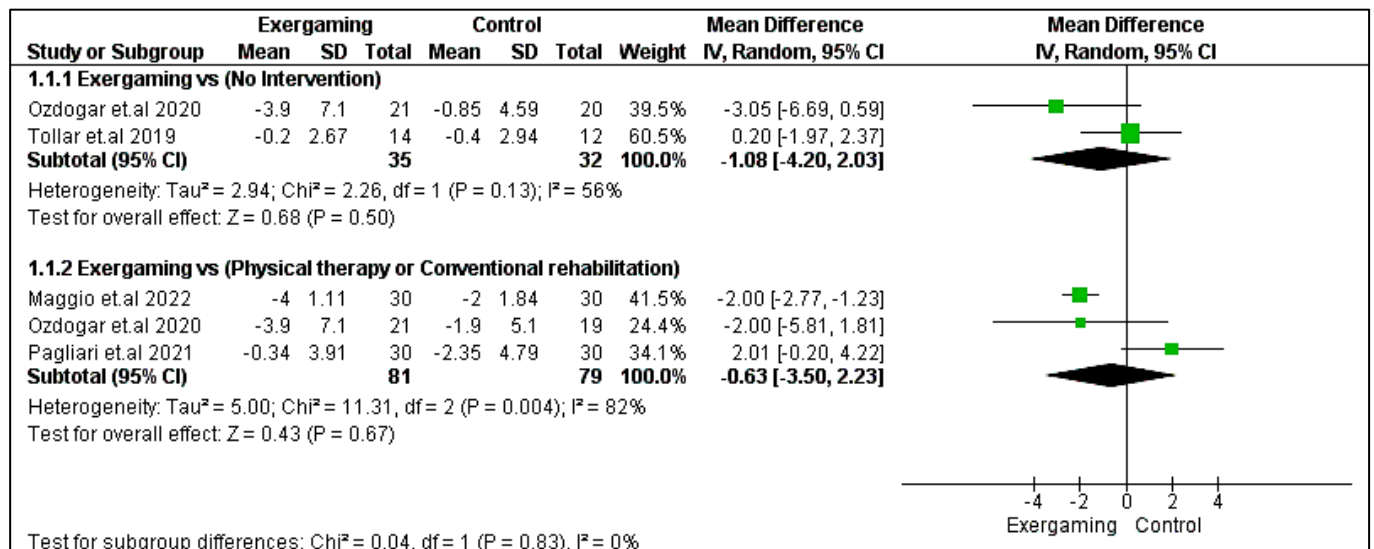 Exergaming Control Mean Difference Mean Difference
Study or Subgroup Mean SD Total Mean SD Total Weight IV, Random, 95% CI IV, Random, 95% CI
1.1.1 Exergaming vs (No Intervention)
Ozdogar et.al 2020 -3.9 7.1 21 -0.85 4.59 20 39.5% -3.05 [-6.69, 0.59]
Tollar et.al 2019 -0.2 2.67 14 -0.4 2.94 12 60.5% 0.20 [-1.97, 2.37]
Subtotal (95% CI) 35 32 100.0% -1.08 [-4.20, 2.03]
Heterogeneity: Tau² = 2.94; Chi² = 2.26, df = 1 (P = 0.13); I² = 56%
Test for overall effect: Z = 0.68 (P = 0.50)
1.1.2 Exergaming vs (Physical therapy or Conventional rehabilitation)
Maggio et.al 2022 -4 1.11 30 -2 1.84 30 41.5% -2.00 [-2.77, -1.23]
Ozdogar et.al 2020 -3.9 7.1 21 -1.9 5.1 19 24.4% -2.00 [-5.81, 1.81]
Pagliari et.al 2021 -0.34 3.91 30 -2.35 4.79 30 34.1% 2.01 [-0.20, 4.22]
Subtotal (95% CI) 81 79 100.0% -0.63 [-3.50, 2.23]
Heterogeneity: Tau² = 5.00; Chi² = 11.31, df = 2 (P = 0.004); I² = 82%
Test for overall effect: Z = 0.43 (P = 0.67)
-4 -2 0 2 4
Exergaming Control
Test for subgroup differences: Chi² = 0.04, df = 1 (P = 0.83), I² = 0%